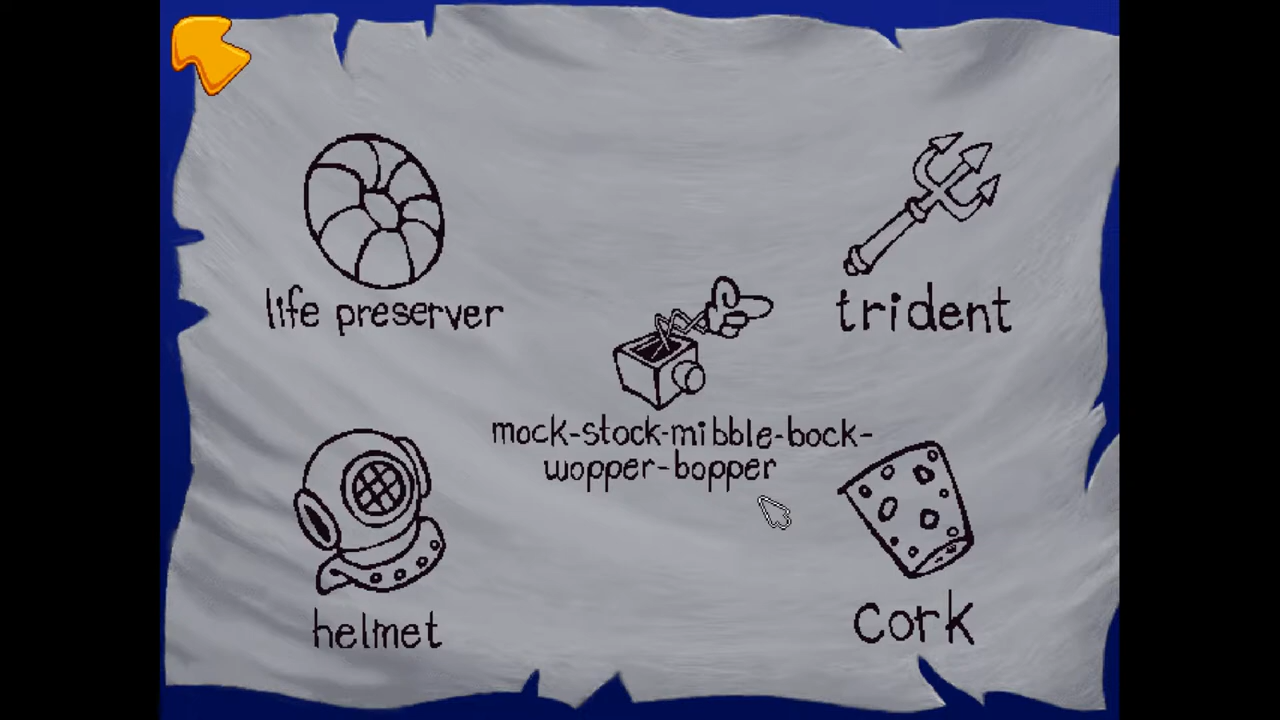 life preserver
trident
mock-stock-mibble-bock-
wopper-bopper
helmet
cork